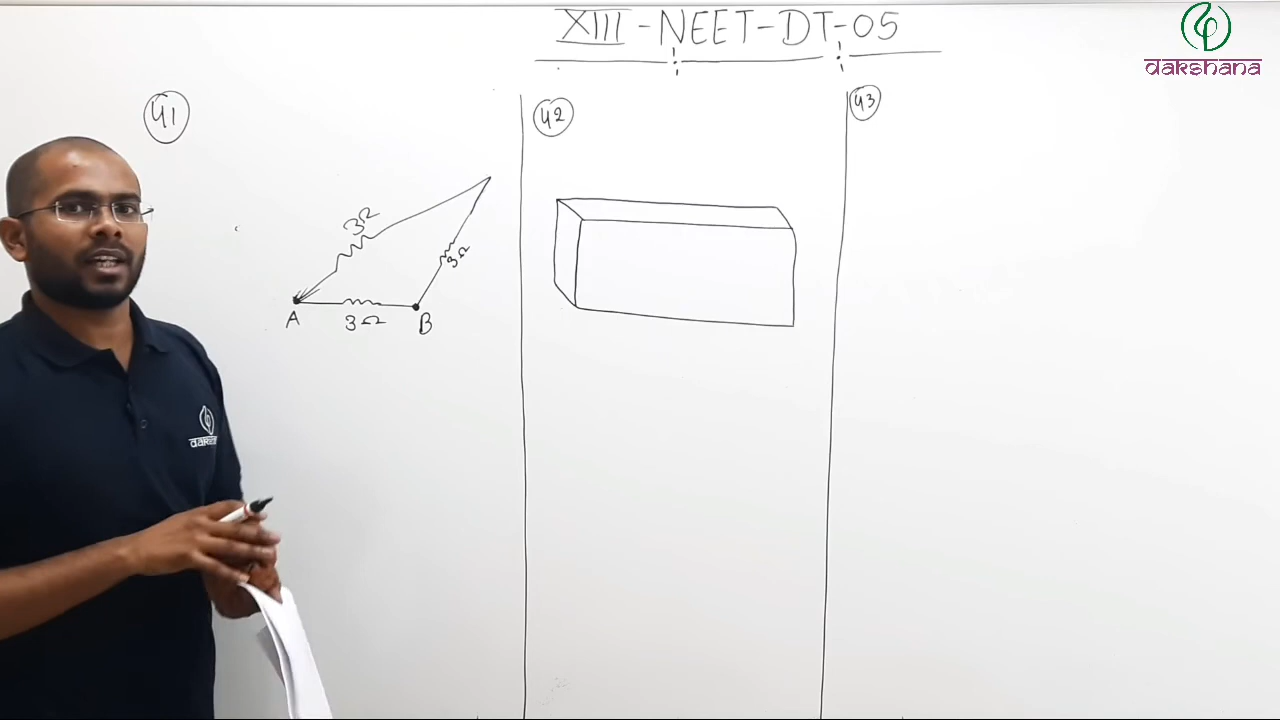 XIII - NEET - DT - 05
dakshana
41
42
43
3Ω
3Ω
3Ω
A
B